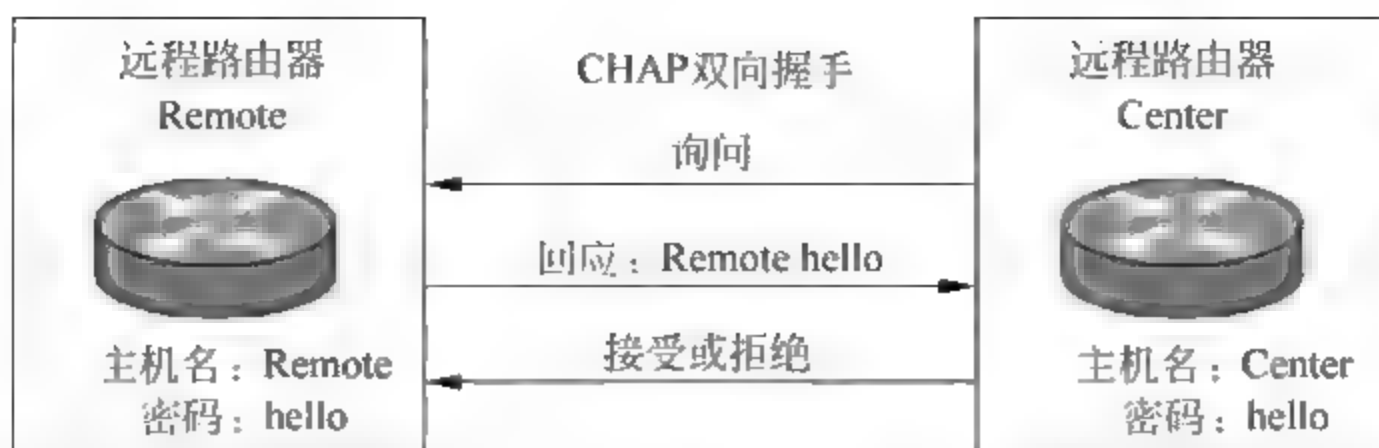 远程路由器
Remote
主机名：Remote
密码：hello
CHAP双向握手
询问
回应：Remote hello
接受或拒绝
远程路由器
Center
主机名：Center
密码：hello